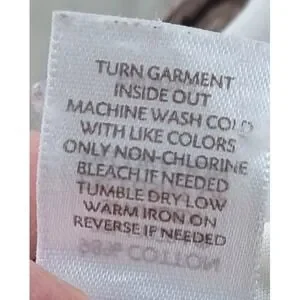 TURN GARMENT
INSIDE OUT
MACHINE WASH COLD
WITH LIKE COLORS
ONLY NON-CHLORINE
BLEACH IF NEEDED
TUMBLE DRY LOW
WARM IRON ON
REVERSE IF NEEDED
COTTON